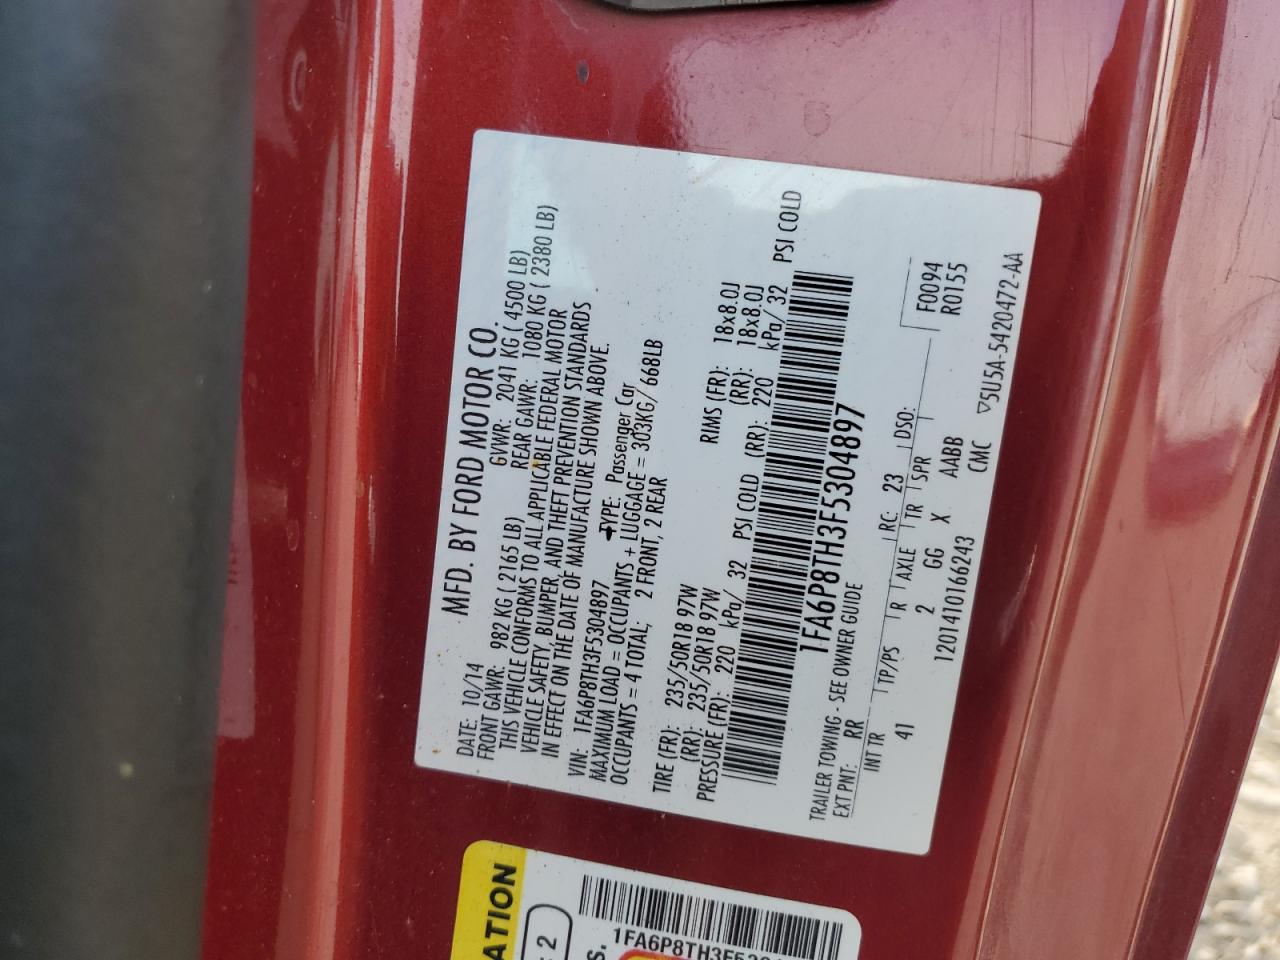 MFD. BY FORD MOTOR CO.
DATE: 10/14 GVWR: 2041 KG ( 4500 LB)
FRONT GAWR: 982 KG ( 2165 LB) REAR GAWR: 1080 KG ( 2380 LB)
THIS VEHICLE CONFORMS TO ALL APPLICABLE FEDERAL MOTOR
VEHICLE SAFETY, BUMPER, AND THEFT PREVENTION STANDARDS
IN EFFECT ON THE DATE OF MANUFACTURE SHOWN ABOVE.
VIN: 1FA6P8TH3F5304897 TYPE: Passenger Car
MAXIMUM LOAD = OCCUPANTS + LUGGAGE = 303KG/668LB
OCCUPANTS = 4 TOTAL; 2 FRONT, 2 REAR
TIRE (FR): 235/50R18 97W RIMS (FR): 18x8.0J
(RR): 235/50R18 97W (RR): 18x8.0J
PRESSURE (FR): 220 kPa/ 32 PSI COLD (RR): 220 kPa/ 32 PSI COLD
1FA6P8TH3F5304897
TRAILER TOWING - SEE OWNER GUIDE
EXT PNT: RR RC: 23 DSO: F0094
INT TR TP/PS R AXLE TR SPR R0155
41 2 GG X AABB
1201410166243 CMC ▽5U5A-5420472-AA
ATION
1FA6P8TH3F530